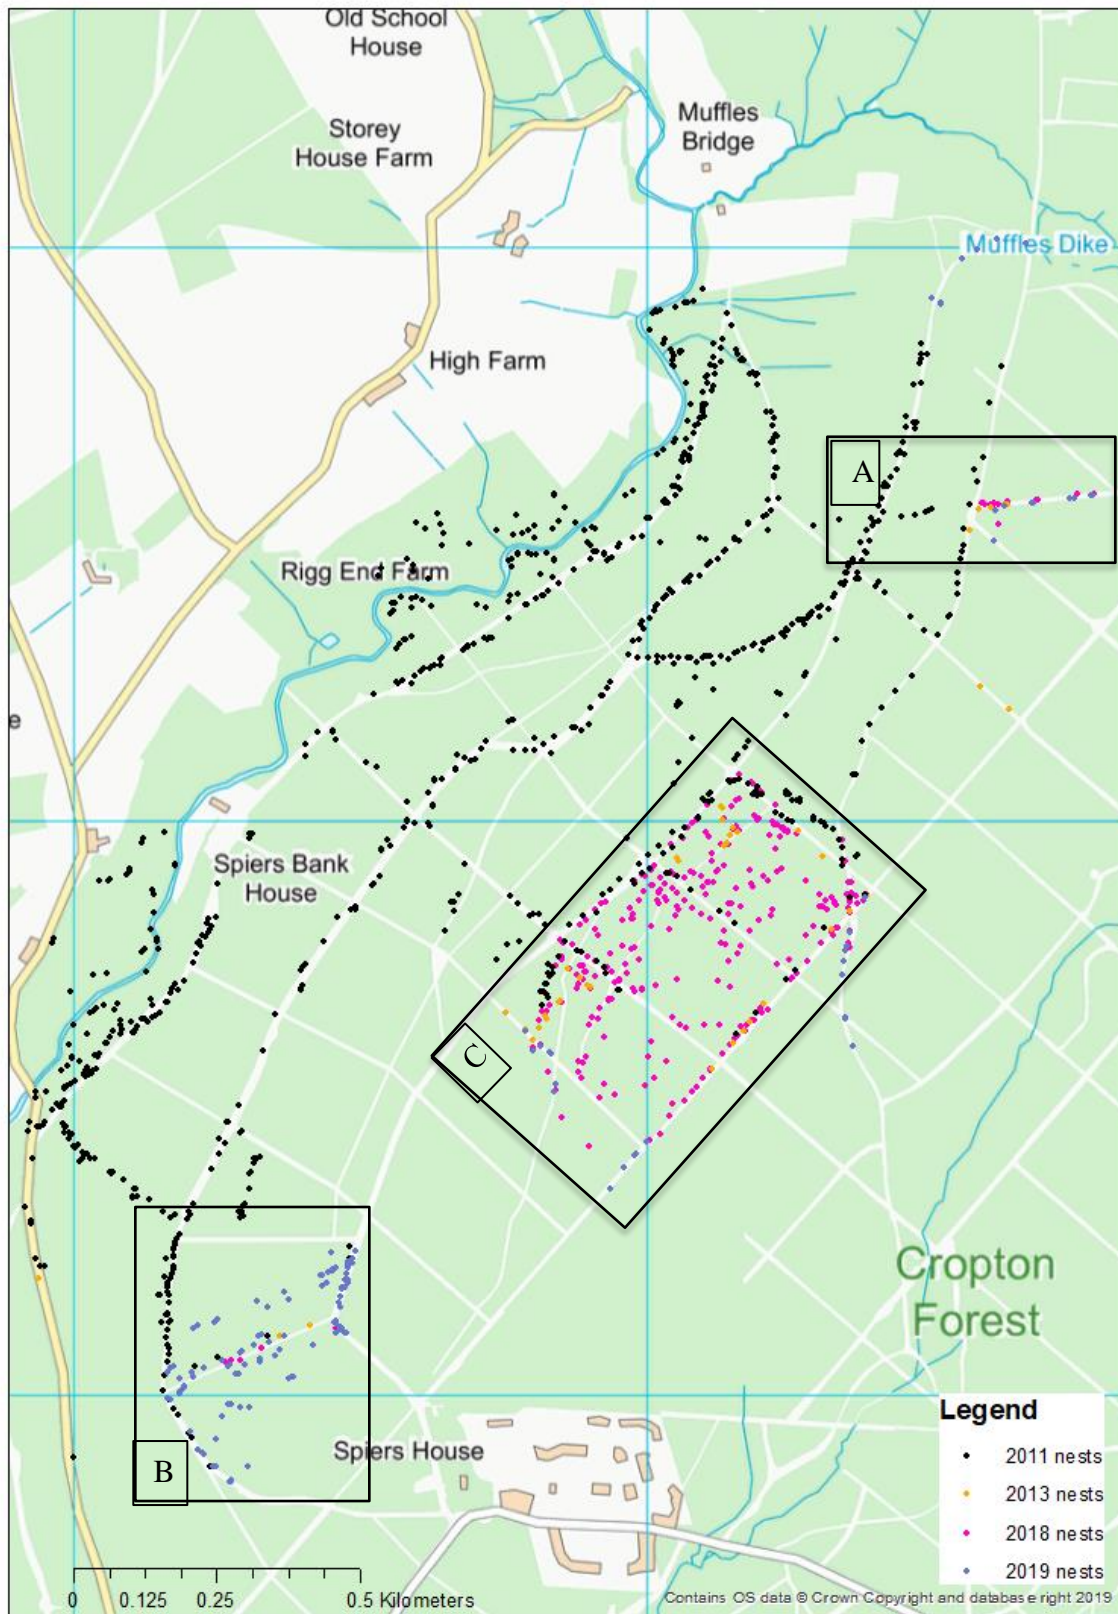 Old School
House
Storey
House Farm
Muffles
Bridge
Muffles Dike
High Farm
A
Rigg End Farm
e
Spiers Bank
House
C
Cropton
Forest
Legend
2011 nests
2013 nests
2018 nests
2019 nests
Spiers House
B
0 0.125 0.25 0.5 Kilometers
Contains OS data © Crown Copyright and database right 2019